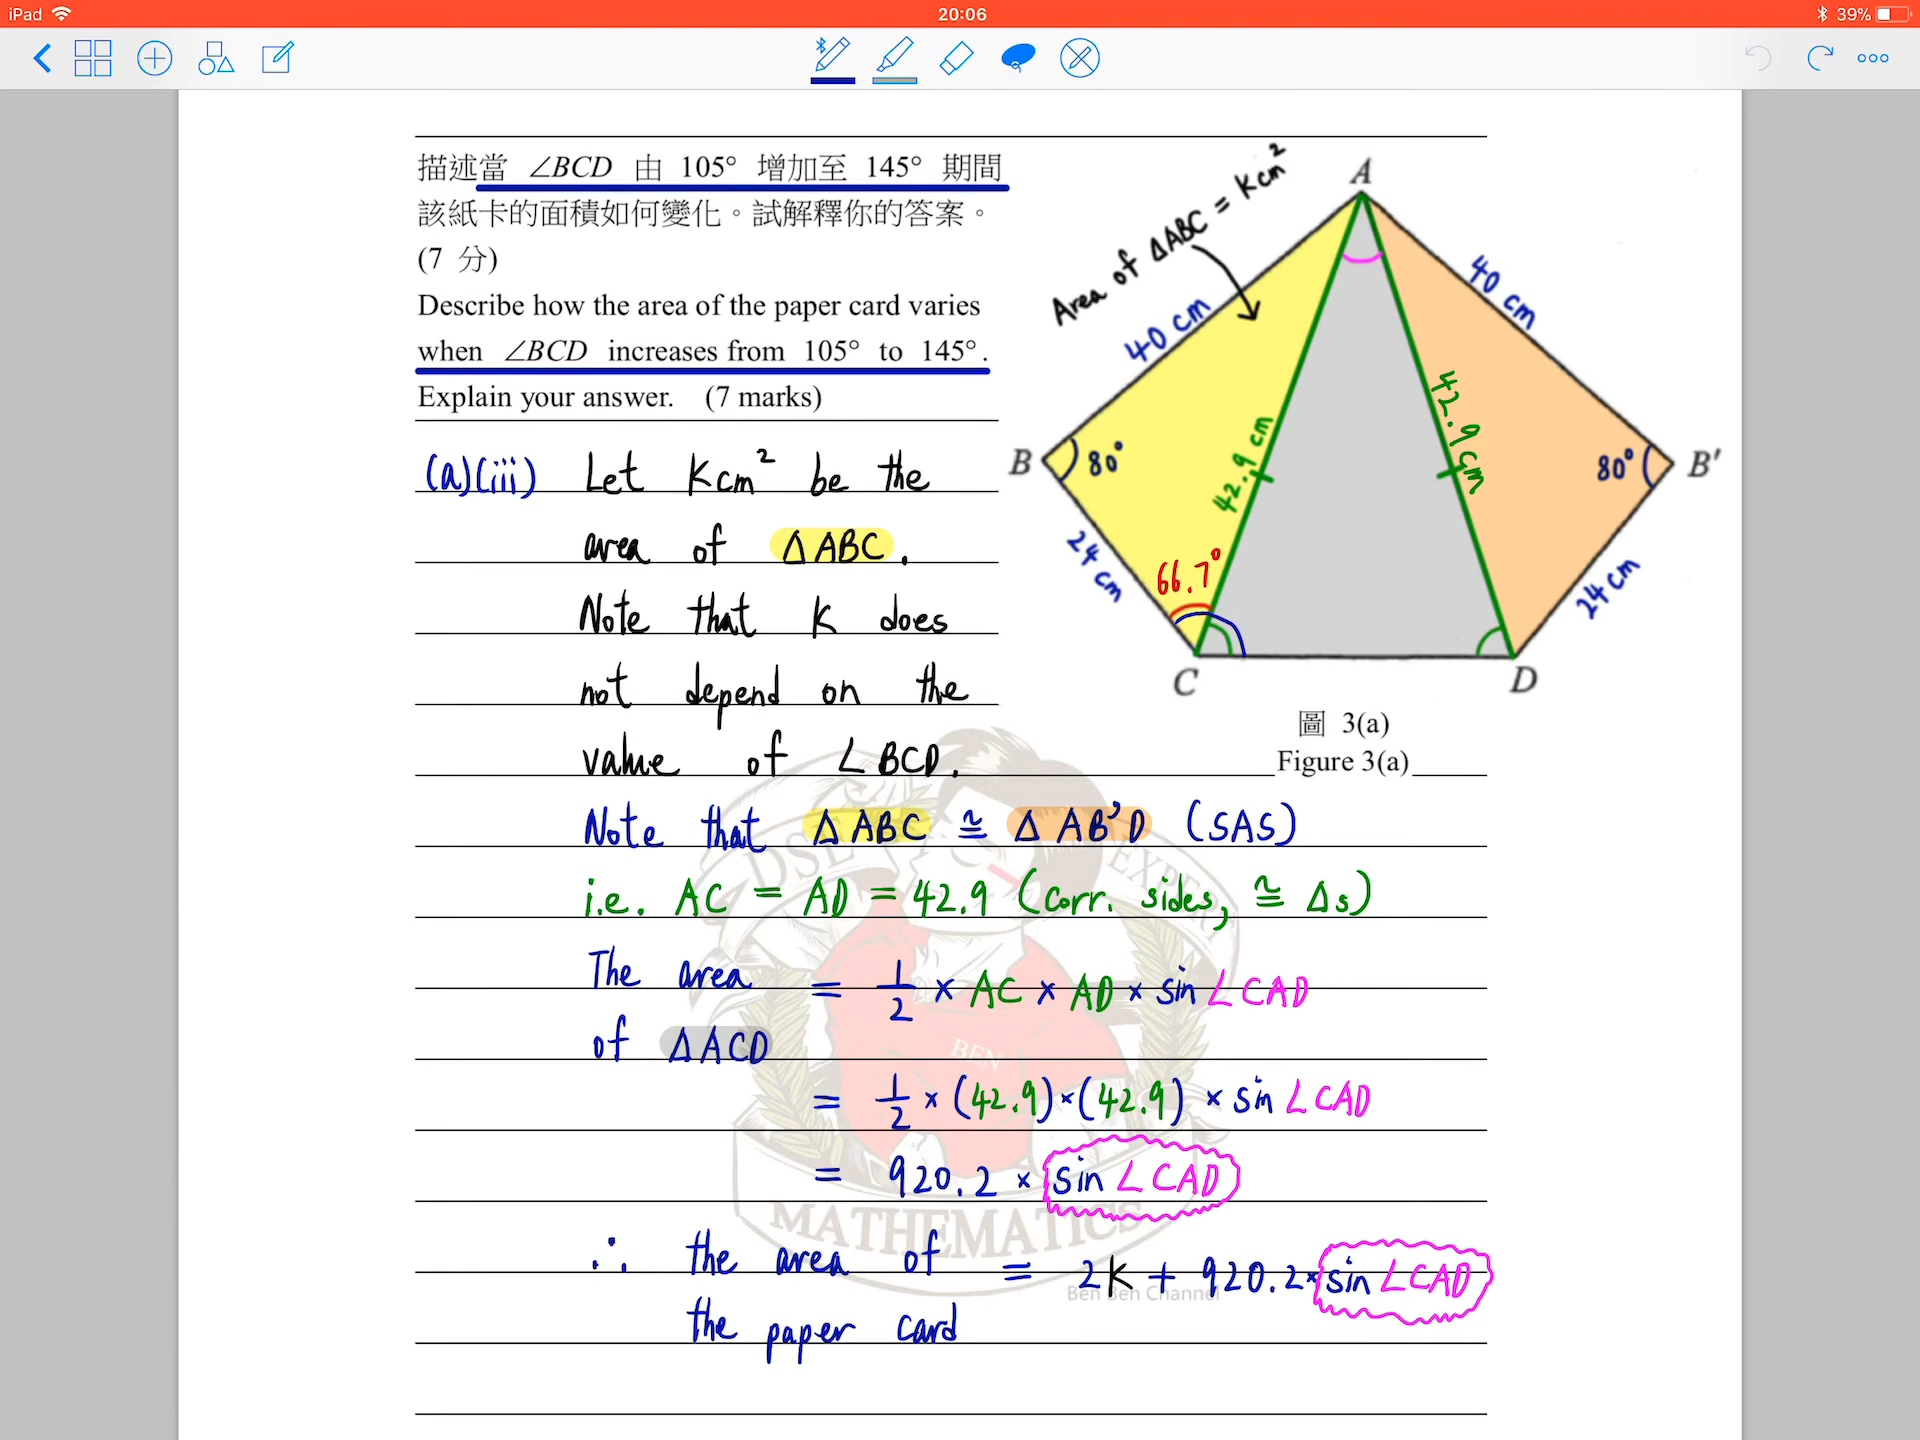 iPad 20:06 39%
描述當 ∠BCD 由 105° 增加至 145° 期間
該紙卡的面積如何變化。試解釋你的答案。
(7 分)
Describe how the area of the paper card varies
when ∠BCD increases from 105° to 145°.
Explain your answer. (7 marks)
Area of ΔABC = K cm²
A
40 cm
40 cm
42.9 cm
42.9 cm
B
80°
80°
B'
24 cm
66.7°
24 cm
C
D
圖 3(a)
Figure 3(a)
(a)(iii) Let K cm² be the
area of ΔABC.
Note that K does
not depend on the
value of ∠BCD.
Note that ΔABC ≅ ΔAB'D (SAS)
i.e. AC = AD = 42.9 (corr. sides, ≅ Δs)
The area of ΔACD = 1/2 × AC × AD × sin∠CAD
= 1/2 × (42.9) × (42.9) × sin∠CAD
= 920.2 × sin∠CAD
∴ the area of the paper card = 2K + 920.2 × sin∠CAD
DSE EXPERT
BEN
MATHEMATICS
Ben Ben Channel